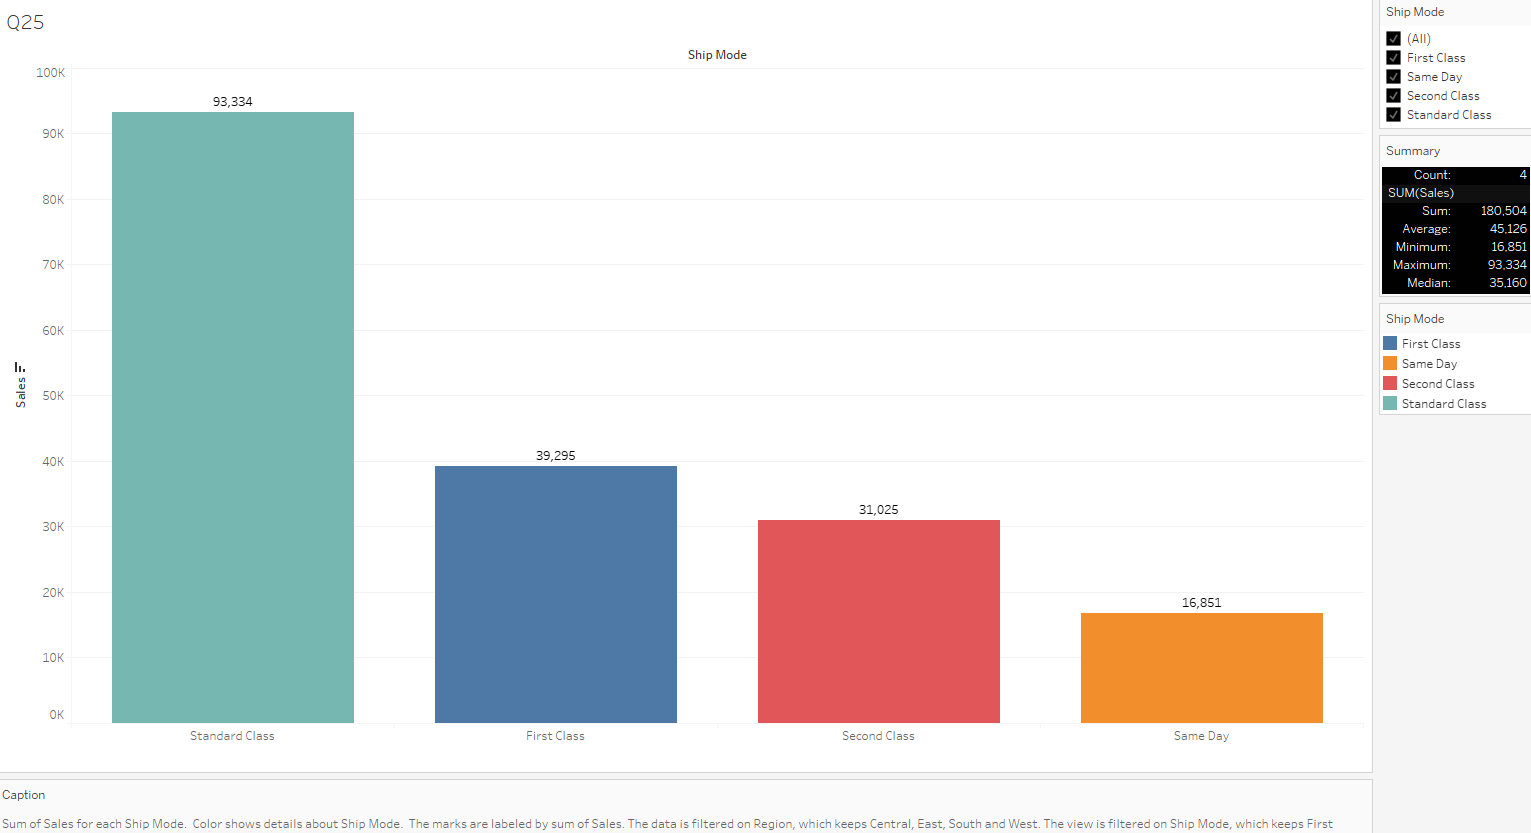 Q25
Ship Mode
100K
90K
80K
70K
60K
50K
40K
30K
20K
10K
0K
Sales
93,334
39,295
31,025
16,851
Standard Class
First Class
Second Class
Same Day
Caption
Sum of Sales for each Ship Mode.  Color shows details about Ship Mode.  The marks are labeled by sum of Sales. The data is filtered on Region, which keeps Central, East, South and West. The view is filtered on Ship Mode, which keeps First
Ship Mode
(All)
First Class
Same Day
Second Class
Standard Class
Summary
Count: 4
SUM(Sales)
Sum: 180,504
Average: 45,126
Minimum: 16,851
Maximum: 93,334
Median: 35,160
Ship Mode
First Class
Same Day
Second Class
Standard Class